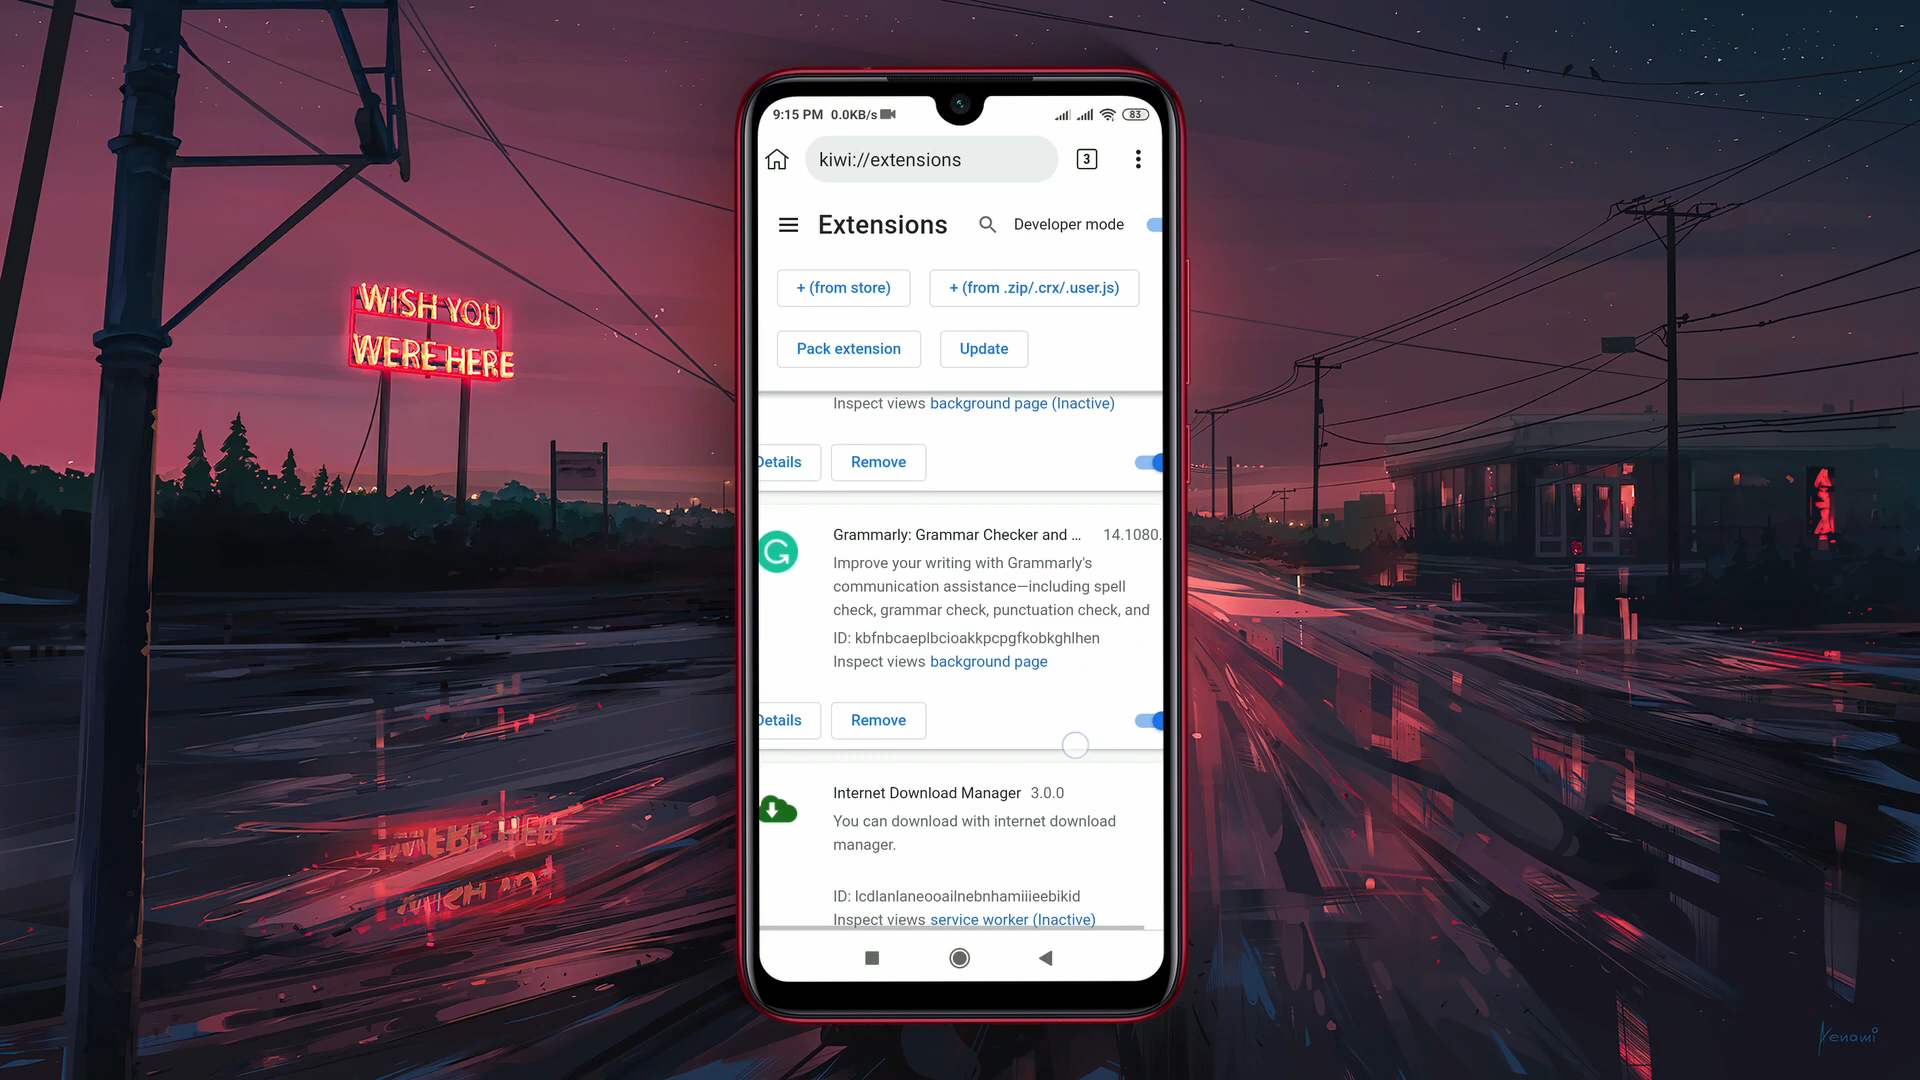 WISH YOU
WERE HERE
9:15 PM 0.0KB/s
83
kiwi://extensions
3
Extensions
Developer mode
+ (from store)
+ (from .zip/.crx/.user.js)
Pack extension
Update
Inspect views background page (Inactive)
Details
Remove
Grammarly: Grammar Checker and ... 14.1080.
Improve your writing with Grammarly's
communication assistance—including spell
check, grammar check, punctuation check, and
ID: kbfnbcaeplbcioakkpcpgfkobkghlhen
Inspect views background page
Details
Remove
Internet Download Manager 3.0.0
You can download with internet download
manager.
ID: lcdlanlaneooailnebnhamiiieebikid
Inspect views service worker (Inactive)
Xenami